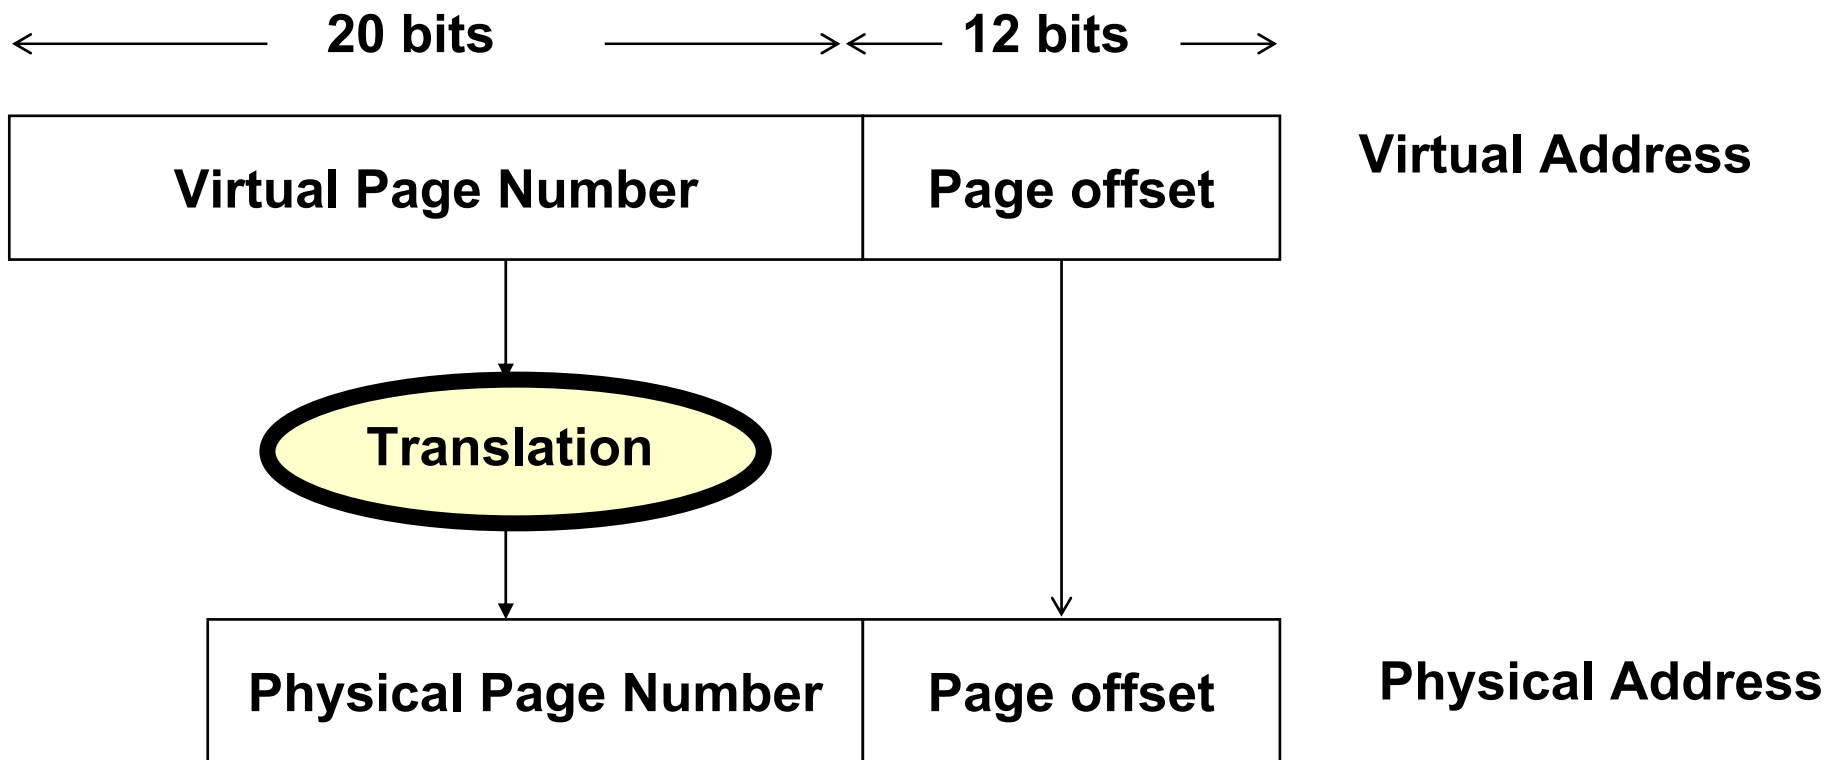 20 bits
12 bits
Virtual Page Number
Page offset
Virtual Address
Translation
Physical Page Number
Page offset
Physical Address